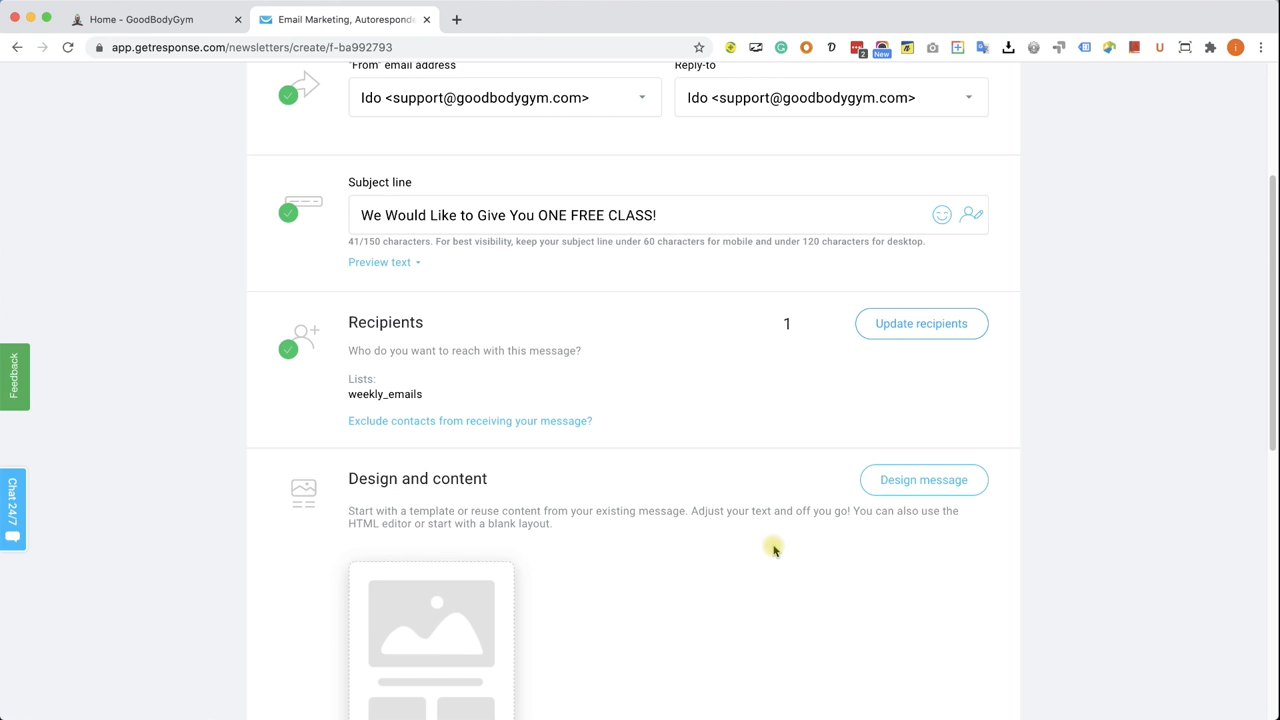 Home - GoodBodyGym
Email Marketing, Autoresponde
app.getresponse.com/newsletters/create/f-ba992793
2
New
i
"From" email address
Reply-to
Ido <support@goodbodygym.com>
Ido <support@goodbodygym.com>
Subject line
We Would Like to Give You ONE FREE CLASS!
41/150 characters. For best visibility, keep your subject line under 60 characters for mobile and under 120 characters for desktop.
Preview text
Recipients
1
Update recipients
Who do you want to reach with this message?
Lists:
weekly_emails
Exclude contacts from receiving your message?
Feedback
Chat 24/7
Design and content
Design message
Start with a template or reuse content from your existing message. Adjust your text and off you go! You can also use the
HTML editor or start with a blank layout.